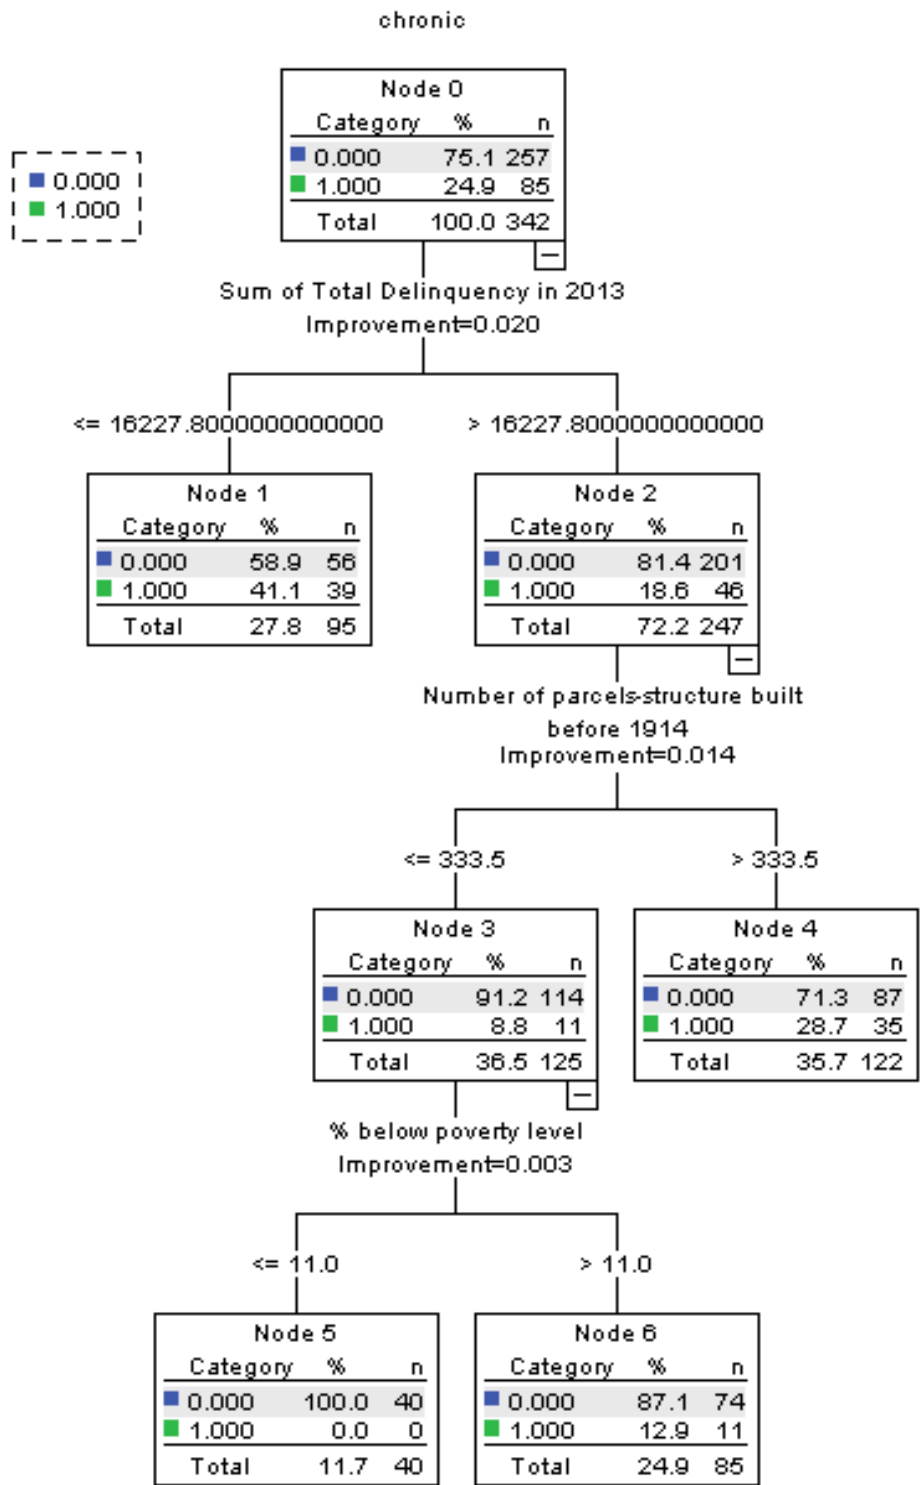 chronic
0.000
1.000
Node 0
Category % n
0.000 75.1 257
1.000 24.9 85
Total 100.0 342
Sum of Total Delinquency in 2013
Improvement=0.020
<= 16227.8000000000000
> 16227.8000000000000
Node 1
Category % n
0.000 58.9 56
1.000 41.1 39
Total 27.8 95
Node 2
Category % n
0.000 81.4 201
1.000 18.6 46
Total 72.2 247
Number of parcels-structure built
before 1914
Improvement=0.014
<= 333.5
> 333.5
Node 3
Category % n
0.000 91.2 114
1.000 8.8 11
Total 36.5 125
Node 4
Category % n
0.000 71.3 87
1.000 28.7 35
Total 35.7 122
% below poverty level
Improvement=0.003
<= 11.0
> 11.0
Node 5
Category % n
0.000 100.0 40
1.000 0.0 0
Total 11.7 40
Node 6
Category % n
0.000 87.1 74
1.000 12.9 11
Total 24.9 85